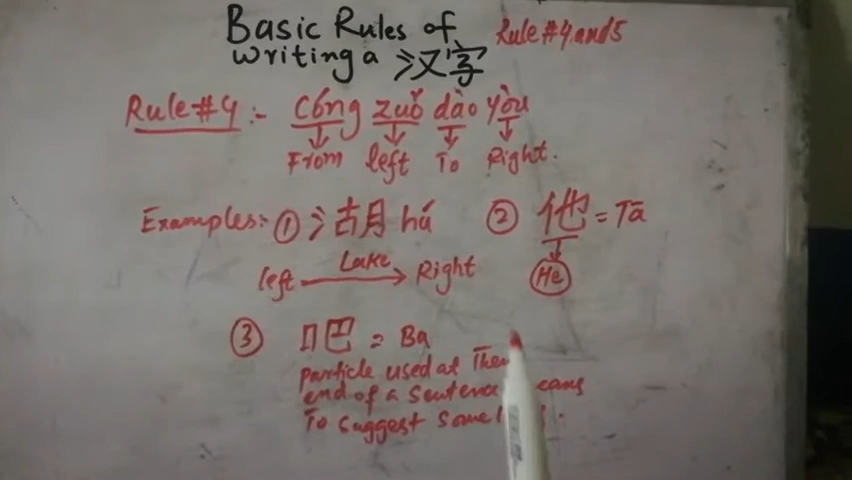 Basic Rules of Rule#4 and 5
writing a 汉字
Rule#4:- cóng zuǒ dào yòu
From left To Right.
Examples: ① 湖 hú ② 他 = Tā
left Lake Right He
③ 吧 = Ba
particle used at The
end of a sentence
To suggest